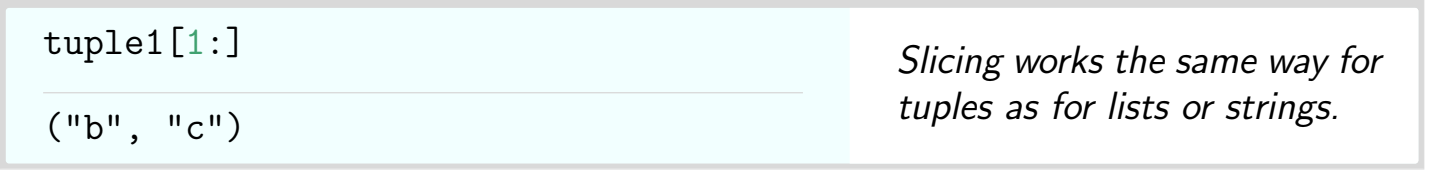 tuple1[1:]
("b", "c")
Slicing works the same way for
tuples as for lists or strings.